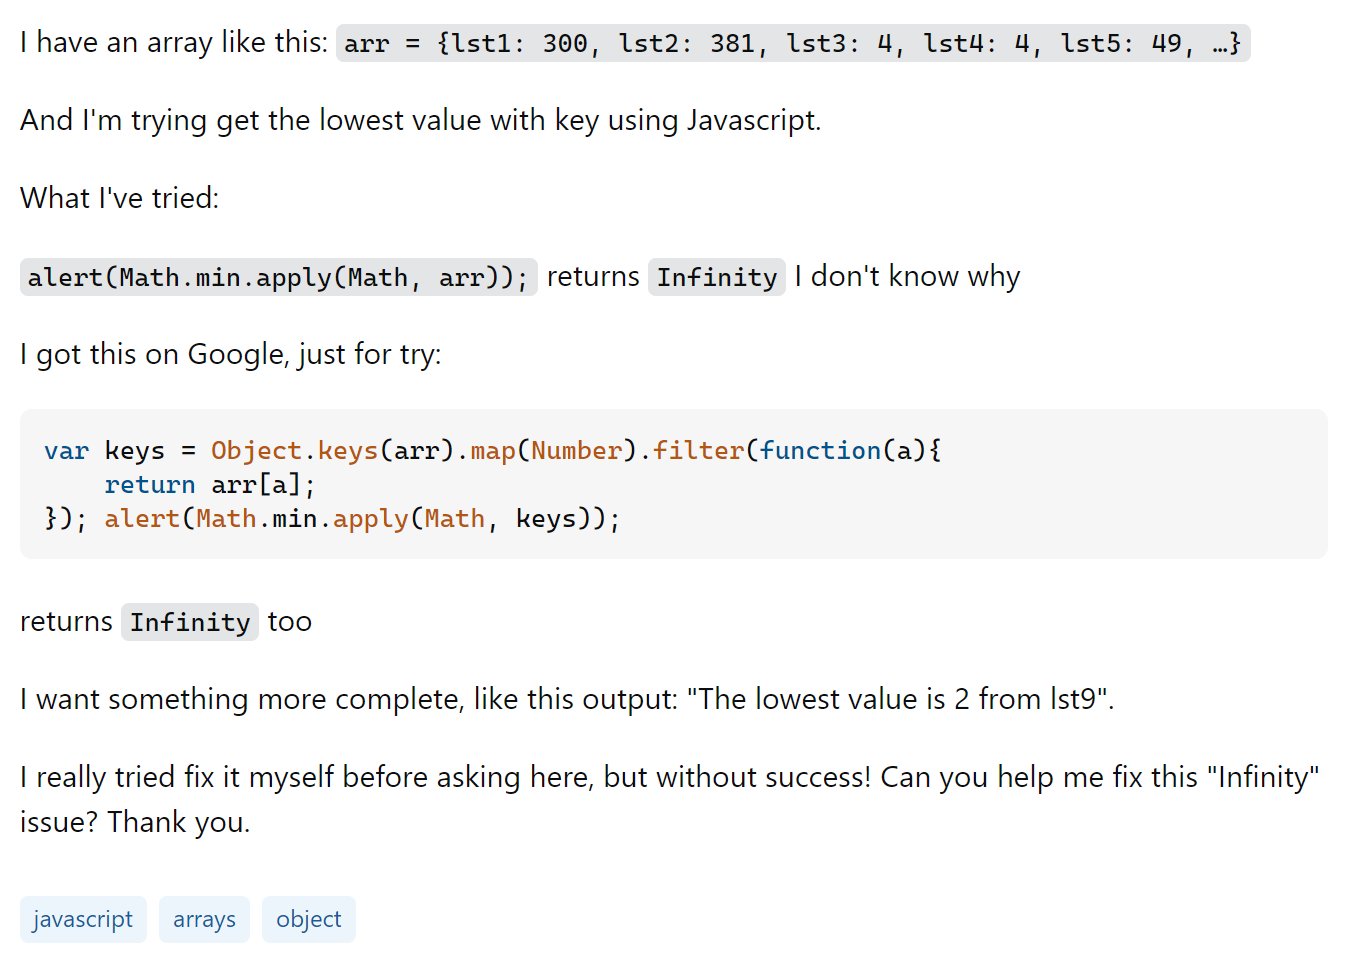 I have an array like this: arr = {lst1: 300, lst2: 381, lst3: 4, lst4: 4, lst5: 49, …}
And I'm trying get the lowest value with key using Javascript.
What I've tried:
alert(Math.min.apply(Math, arr)); returns Infinity I don't know why
I got this on Google, just for try:
var keys = Object.keys(arr).map(Number).filter(function(a){
    return arr[a];
}); alert(Math.min.apply(Math, keys));
returns Infinity too
I want something more complete, like this output: "The lowest value is 2 from lst9".
I really tried fix it myself before asking here, but without success! Can you help me fix this "Infinity"
issue? Thank you.
javascript arrays object